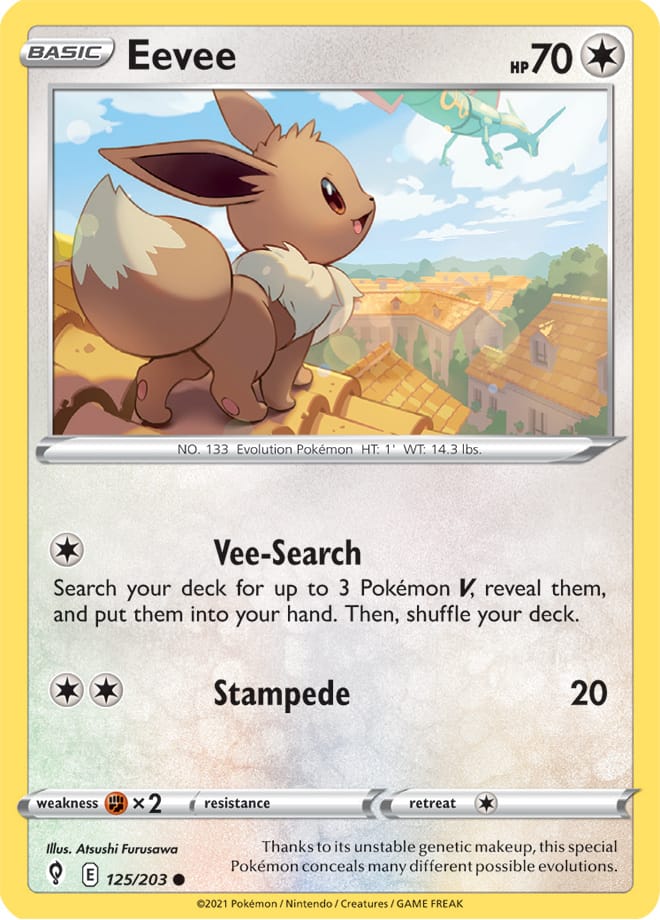 BASIC Eevee HP 70
NO. 133 Evolution Pokémon HT: 1' WT: 14.3 lbs.
Vee-Search
Search your deck for up to 3 Pokémon V, reveal them,
and put them into your hand. Then, shuffle your deck.
Stampede 20
weakness ×2 resistance retreat
Illus. Atsushi Furusawa
Thanks to its unstable genetic makeup, this special
Pokémon conceals many different possible evolutions.
E 125/203
©2021 Pokémon / Nintendo / Creatures / GAME FREAK